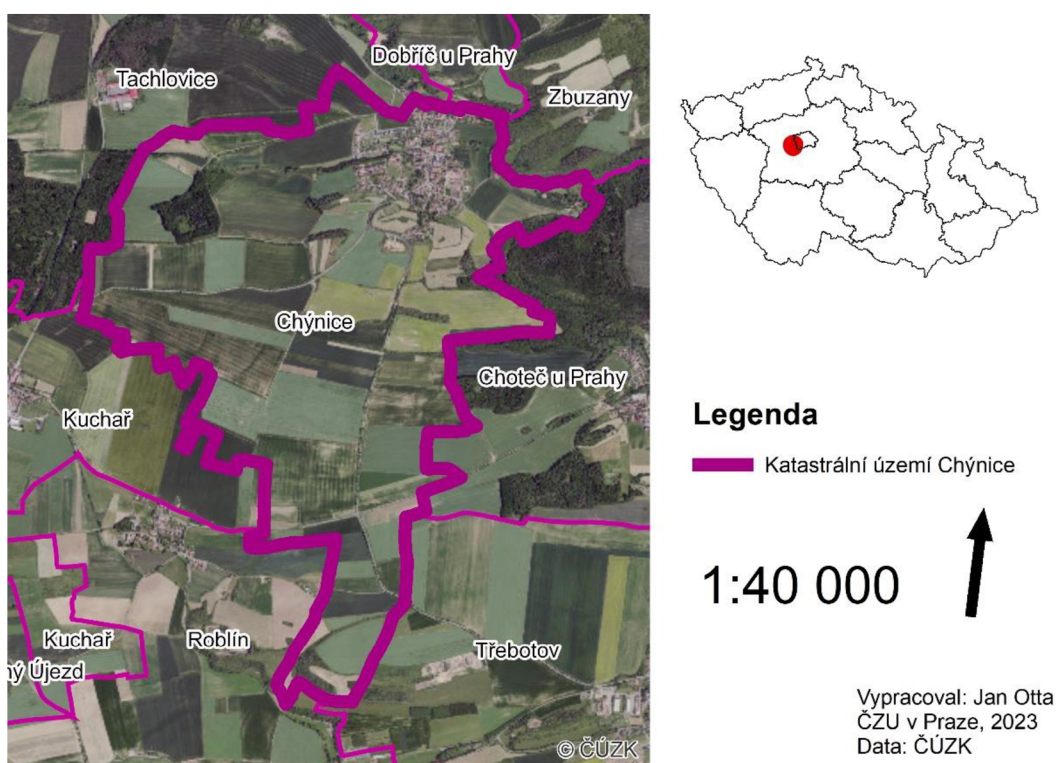 Dobříč u Prahy
Tachlovice
Zbuzany
Chýnice
Choteč u Prahy
Kuchař
Kuchař
Roblín
Třebotov
ný Újezd
© ČÚZK
Legenda
Katastrální území Chýnice
1:40 000
Vypracoval: Jan Otta
ČZU v Praze, 2023
Data: ČÚZK